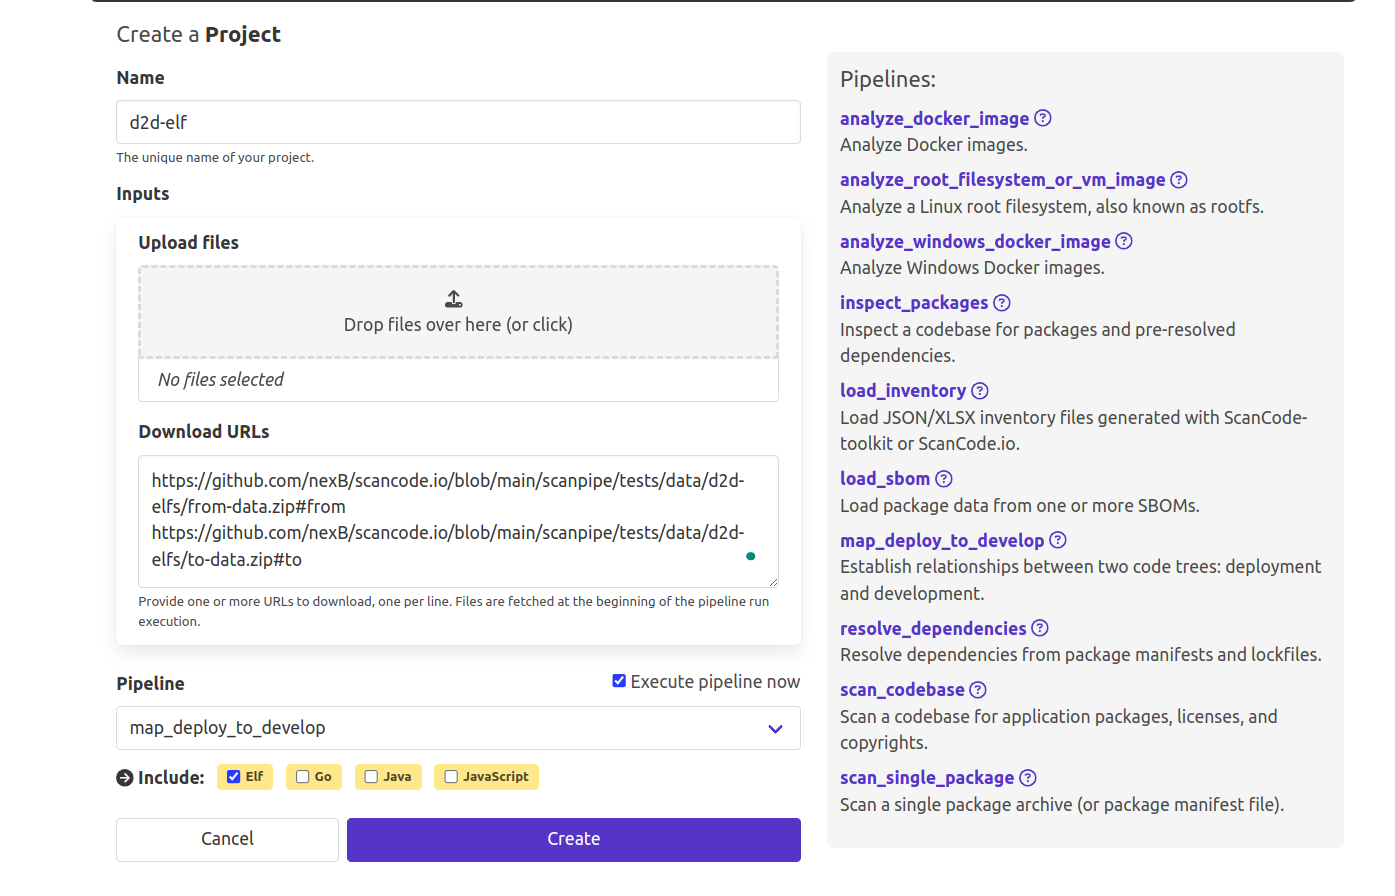 Create a Project
Name
d2d-elf
The unique name of your project.
Inputs
Upload files
Drop files over here (or click)
No files selected
Download URLs
https://github.com/nexB/scancode.io/blob/main/scanpipe/tests/data/d2d-
elfs/from-data.zip#from
https://github.com/nexB/scancode.io/blob/main/scanpipe/tests/data/d2d-
elfs/to-data.zip#to
Provide one or more URLs to download, one per line. Files are fetched at the beginning of the pipeline run
execution.
Pipeline
Execute pipeline now
map_deploy_to_develop
Include: Elf Go Java JavaScript
Cancel
Create
Pipelines:
analyze_docker_image
Analyze Docker images.
analyze_root_filesystem_or_vm_image
Analyze a Linux root filesystem, also known as rootfs.
analyze_windows_docker_image
Analyze Windows Docker images.
inspect_packages
Inspect a codebase for packages and pre-resolved
dependencies.
load_inventory
Load JSON/XLSX inventory files generated with ScanCode-
toolkit or ScanCode.io.
load_sbom
Load package data from one or more SBOMs.
map_deploy_to_develop
Establish relationships between two code trees: deployment
and development.
resolve_dependencies
Resolve dependencies from package manifests and lockfiles.
scan_codebase
Scan a codebase for application packages, licenses, and
copyrights.
scan_single_package
Scan a single package archive (or package manifest file).